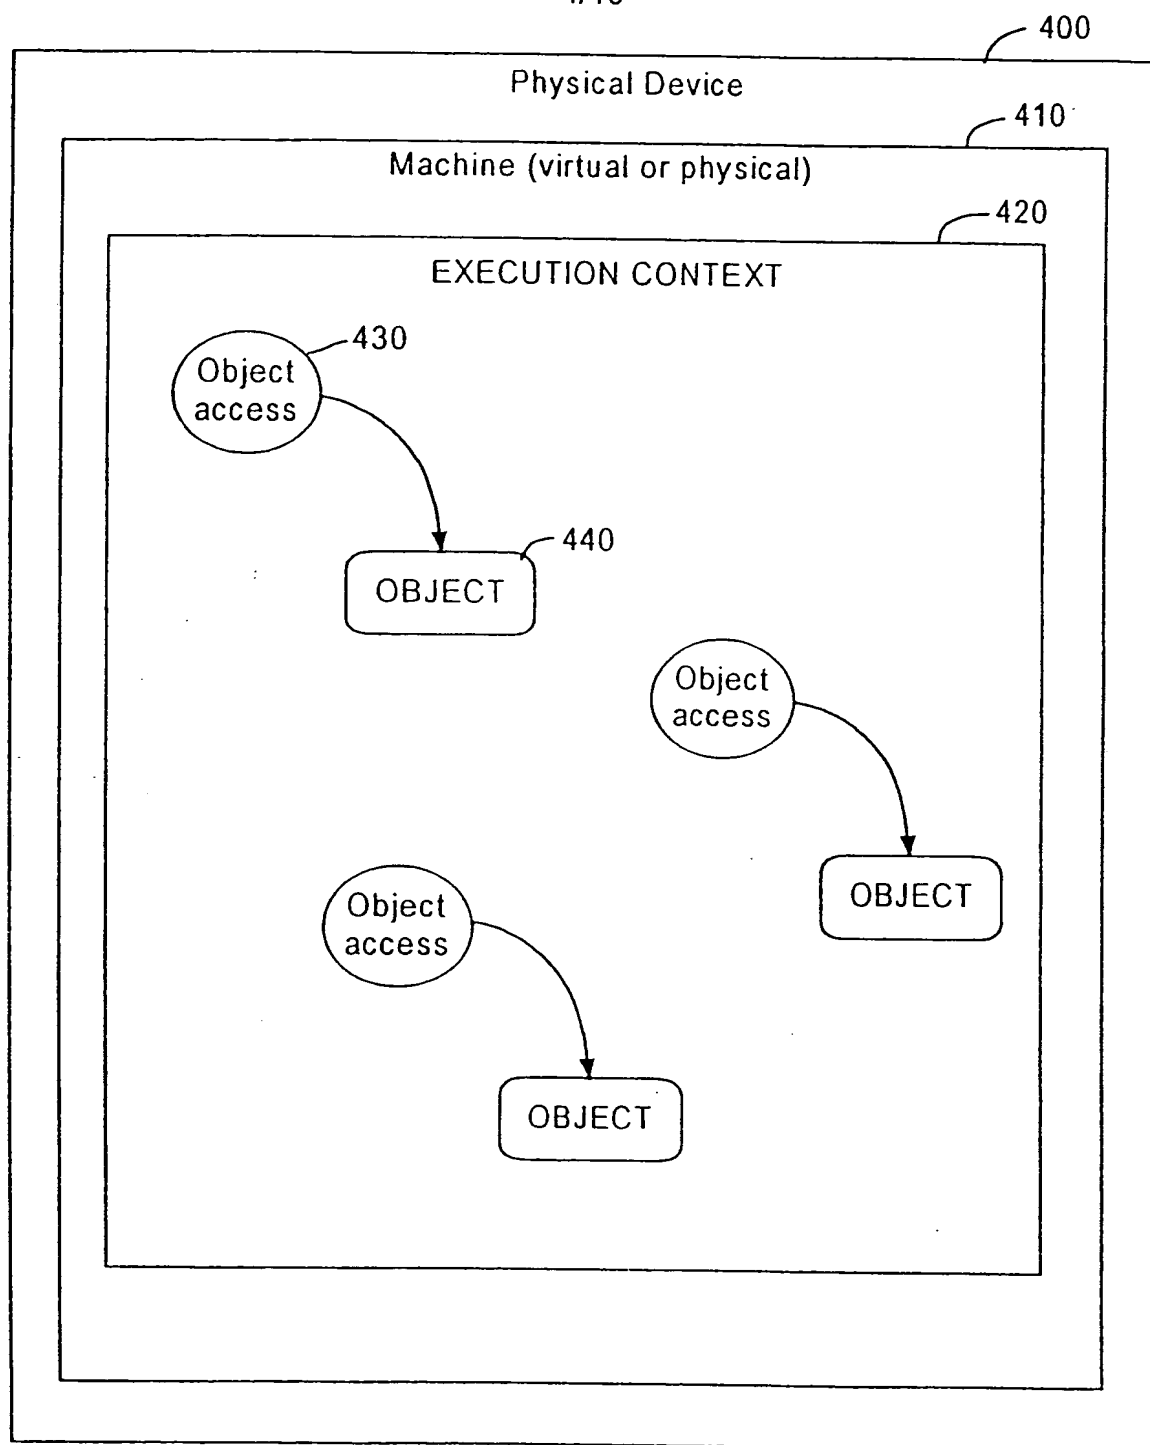 400
Physical Device
410
Machine (virtual or physical)
420
EXECUTION CONTEXT
430
Object
access
440
OBJECT
Object
access
OBJECT
Object
access
OBJECT